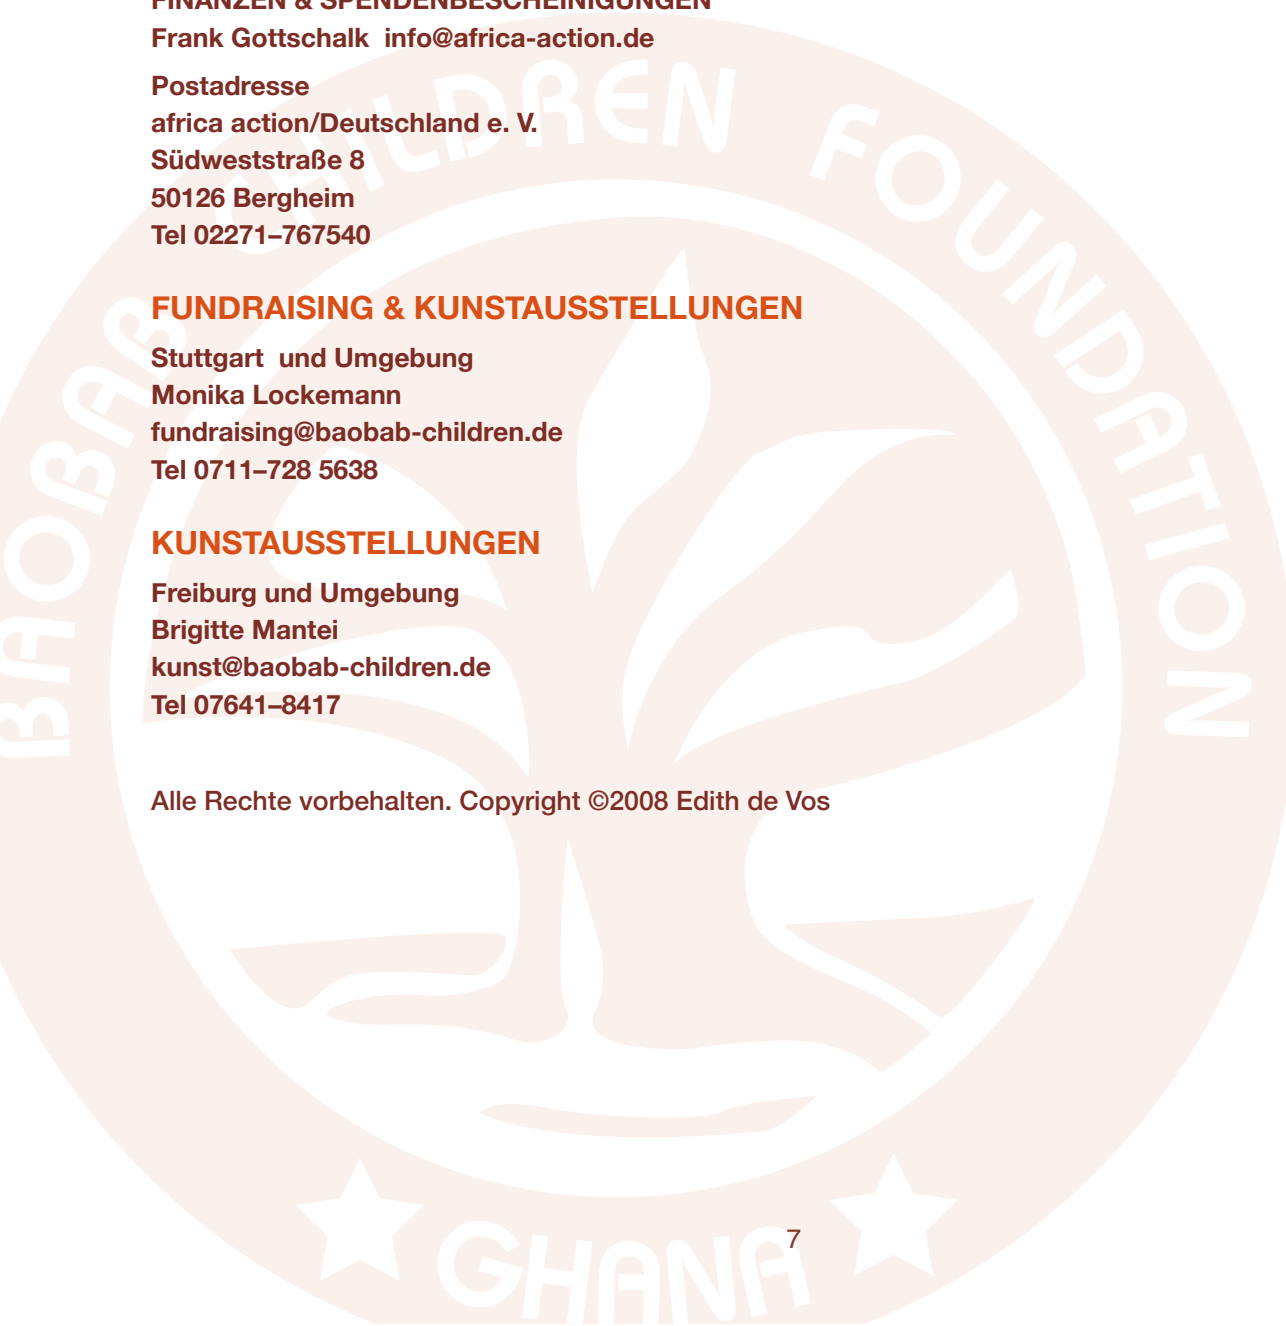 FINANZEN & SPENDENBESCHEINIGUNGEN
Frank Gottschalk  info@africa-action.de
Postadresse
africa action/Deutschland e. V.
Südweststraße 8
50126 Bergheim
Tel 02271–767540
FUNDRAISING & KUNSTAUSSTELLUNGEN
Stuttgart  und Umgebung
Monika Lockemann
fundraising@baobab-children.de
Tel 0711–728 5638
KUNSTAUSSTELLUNGEN
Freiburg und Umgebung
Brigitte Mantei
kunst@baobab-children.de
Tel 07641–8417
Alle Rechte vorbehalten. Copyright ©2008 Edith de Vos
7
BAOBAB CHILDREN FOUNDATION
GHANA